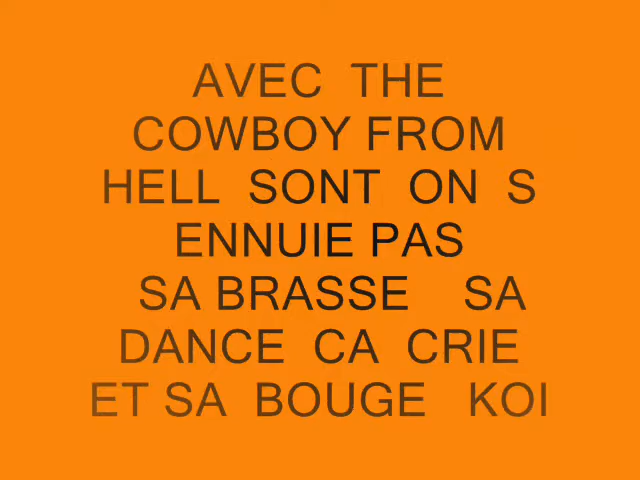 AVEC THE
COWBOY FROM
HELL SONT ON S
ENNUIE PAS
SA BRASSE SA
DANCE CA CRIE
ET SA BOUGE KOI